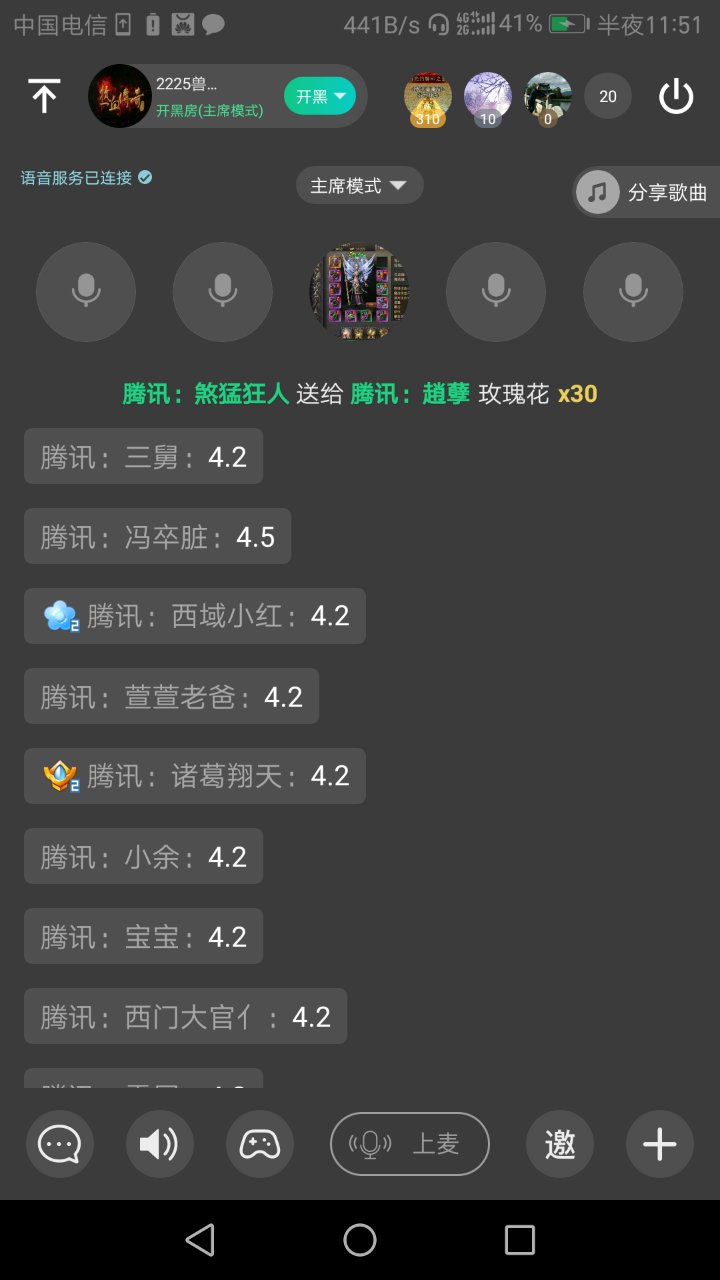 中国电信
441B/s 4G 2G 41% 半夜11:51
2225兽...
开黑房(主席模式)
开黑
310
10
0
20
语音服务已连接
主席模式
分享歌曲
腾讯：煞猛狂人 送给 腾讯：趙孽 玫瑰花 x30
腾讯：三舅：4.2
腾讯：冯卒脏：4.5
2 腾讯：西域小红：4.2
腾讯：萱萱老爸：4.2
2 腾讯：诸葛翔天：4.2
腾讯：小余：4.2
腾讯：宝宝：4.2
腾讯：西门大官亻：4.2
上麦
邀